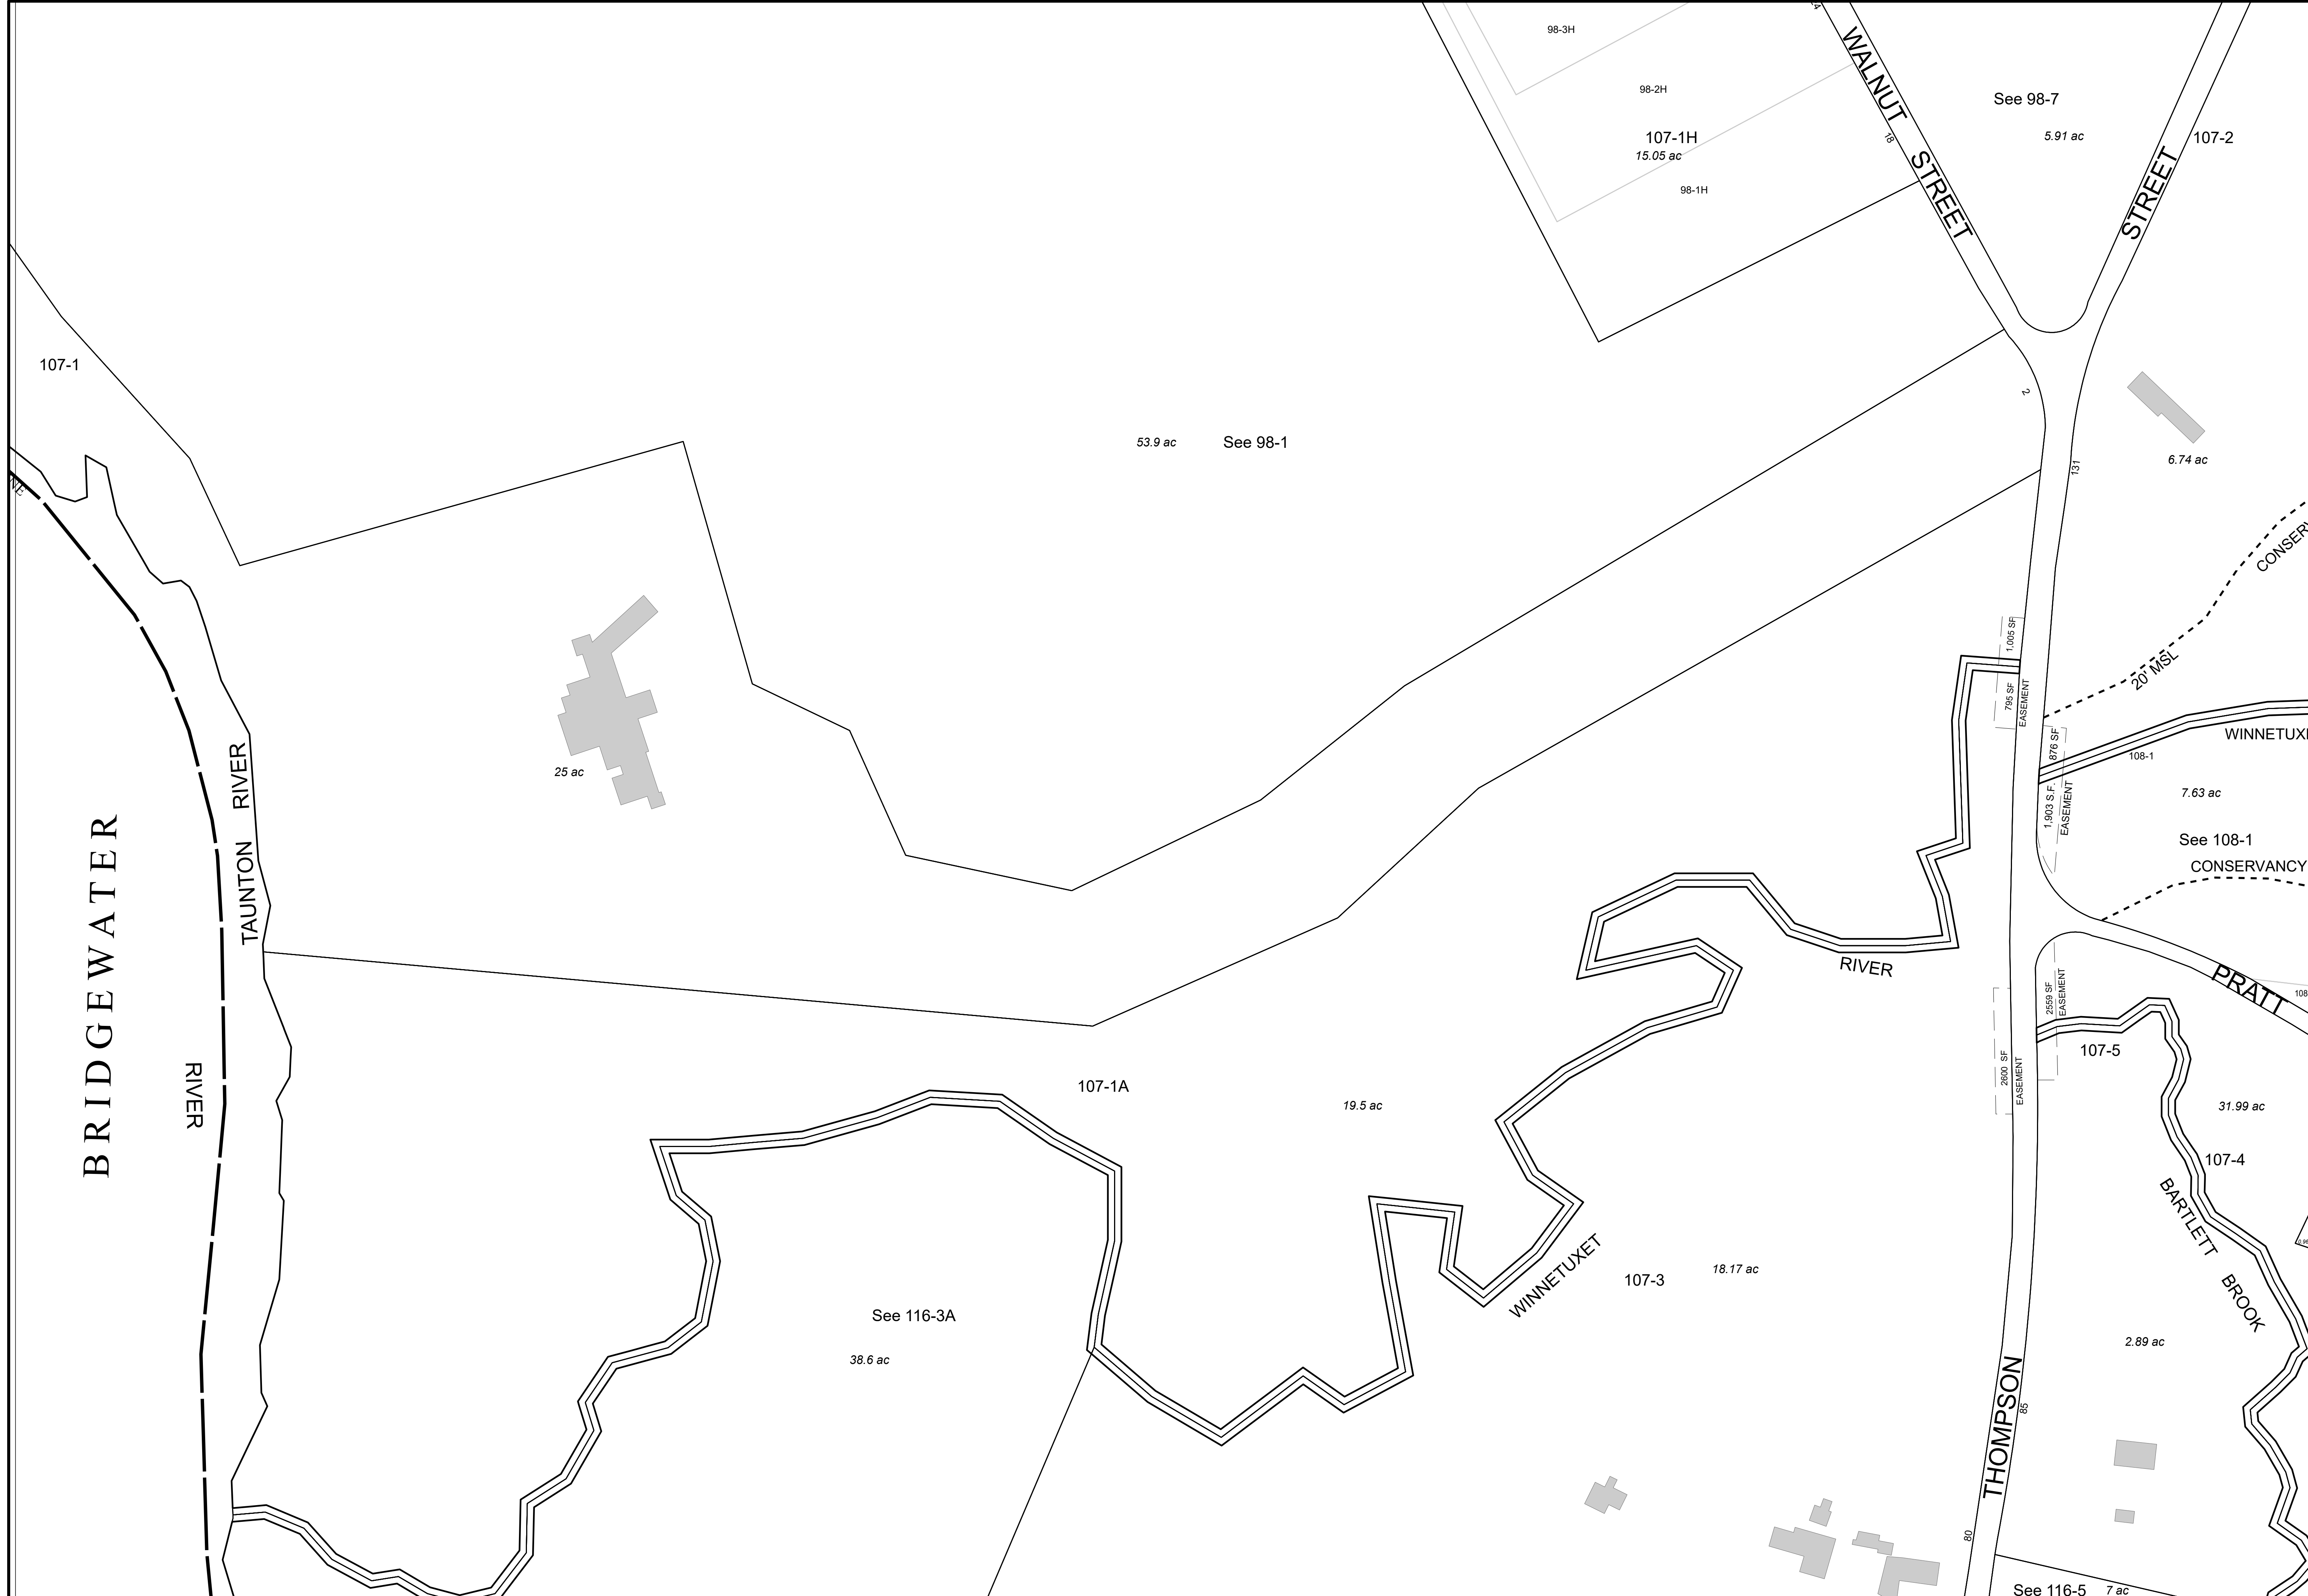 98-3H
24
WALNUT STREET
98-2H
See 98-7
5.91 ac
107-1H
15.05 ac
18
107-2
STREET
98-1H
107-1
2
53.9 ac
See 98-1
131
6.74 ac
NE
1,005 SF
20' MSL
795 SF
EASEMENT
876 SF
WINNETUX
108-1
25 ac
TAUNTON RIVER
7.63 ac
1,903 S.F.
EASEMENT
See 108-1
CONSERVANCY
BRIDGEWATER
RIVER
PRATT
108
2559 SF
EASEMENT
107-5
RIVER
2600 SF
EASEMENT
107-1A
19.5 ac
31.99 ac
107-4
BARTLETT BROOK
WINNETUXET
107-3
18.17 ac
See 116-3A
38.6 ac
2.89 ac
THOMPSON
85
80
See 116-5
7 ac